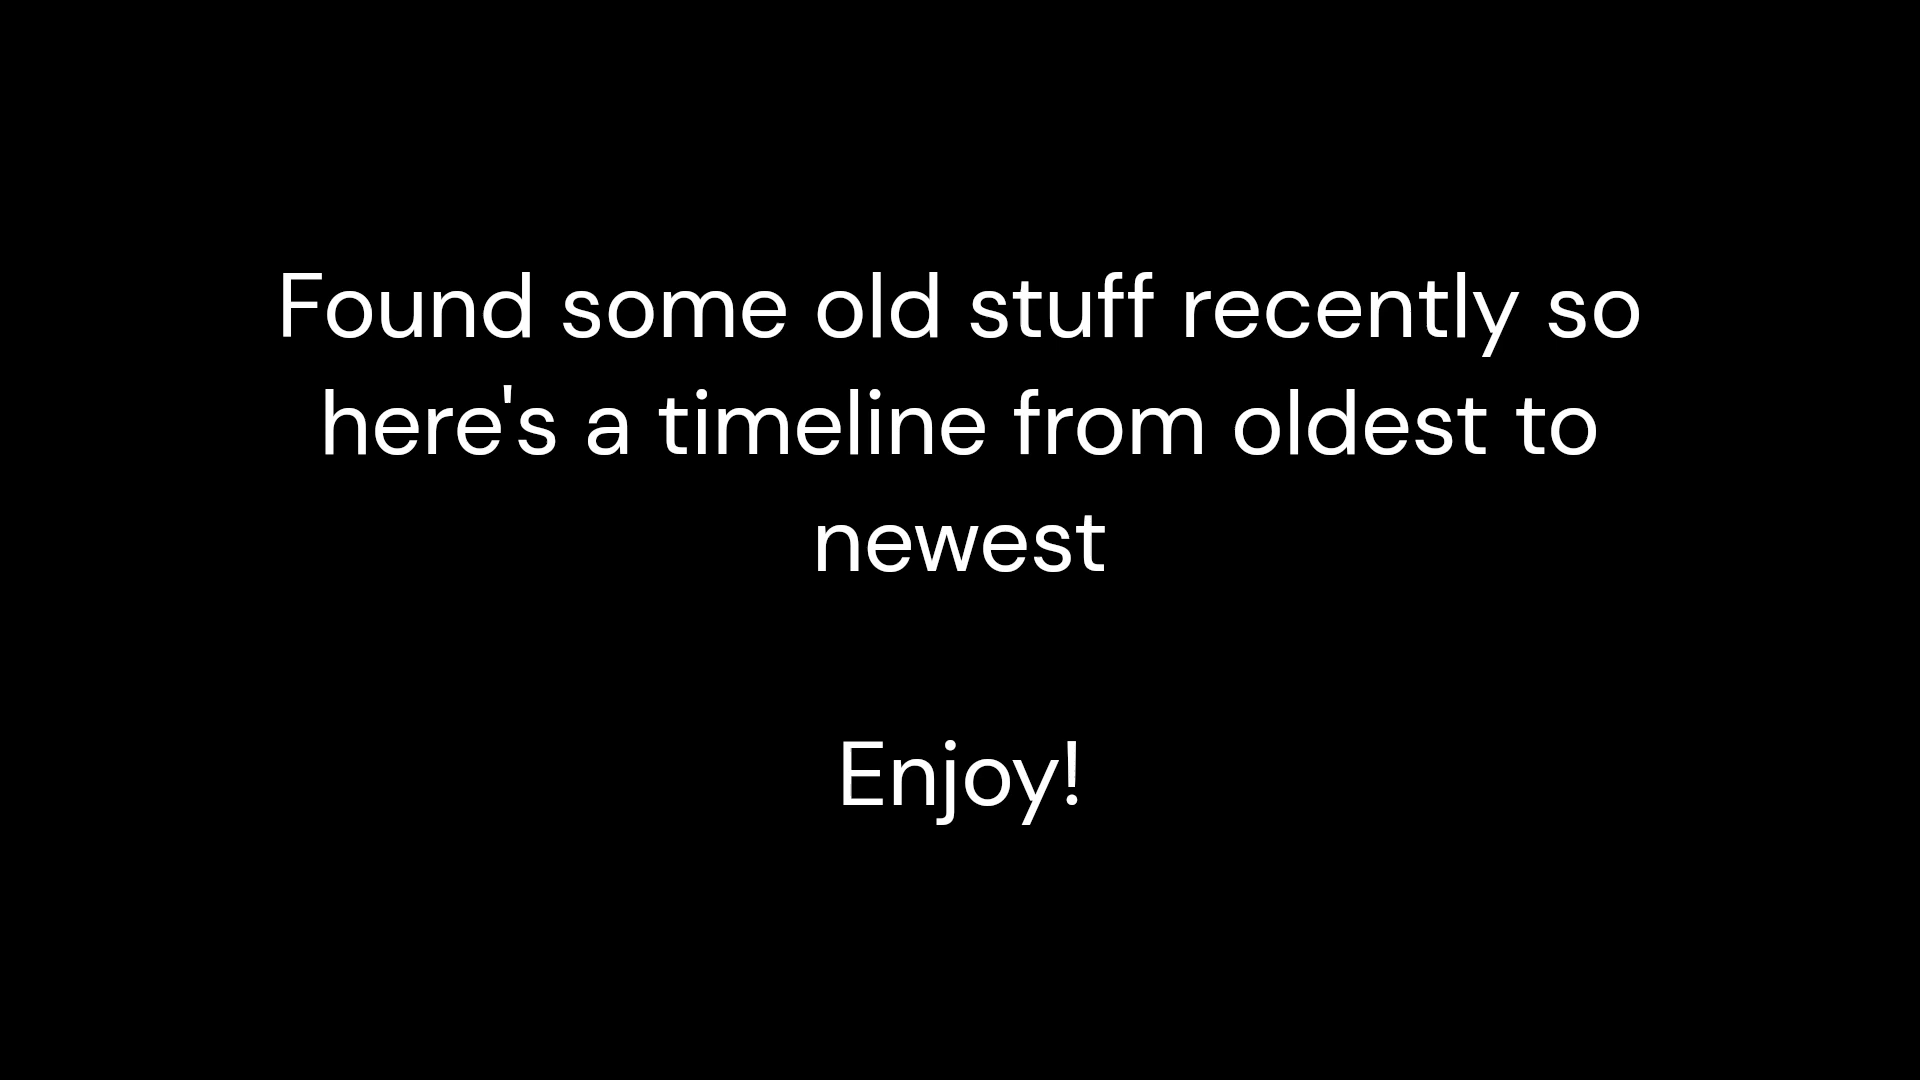 Found some old stuff recently so
here's a timeline from oldest to
newest
Enjoy!